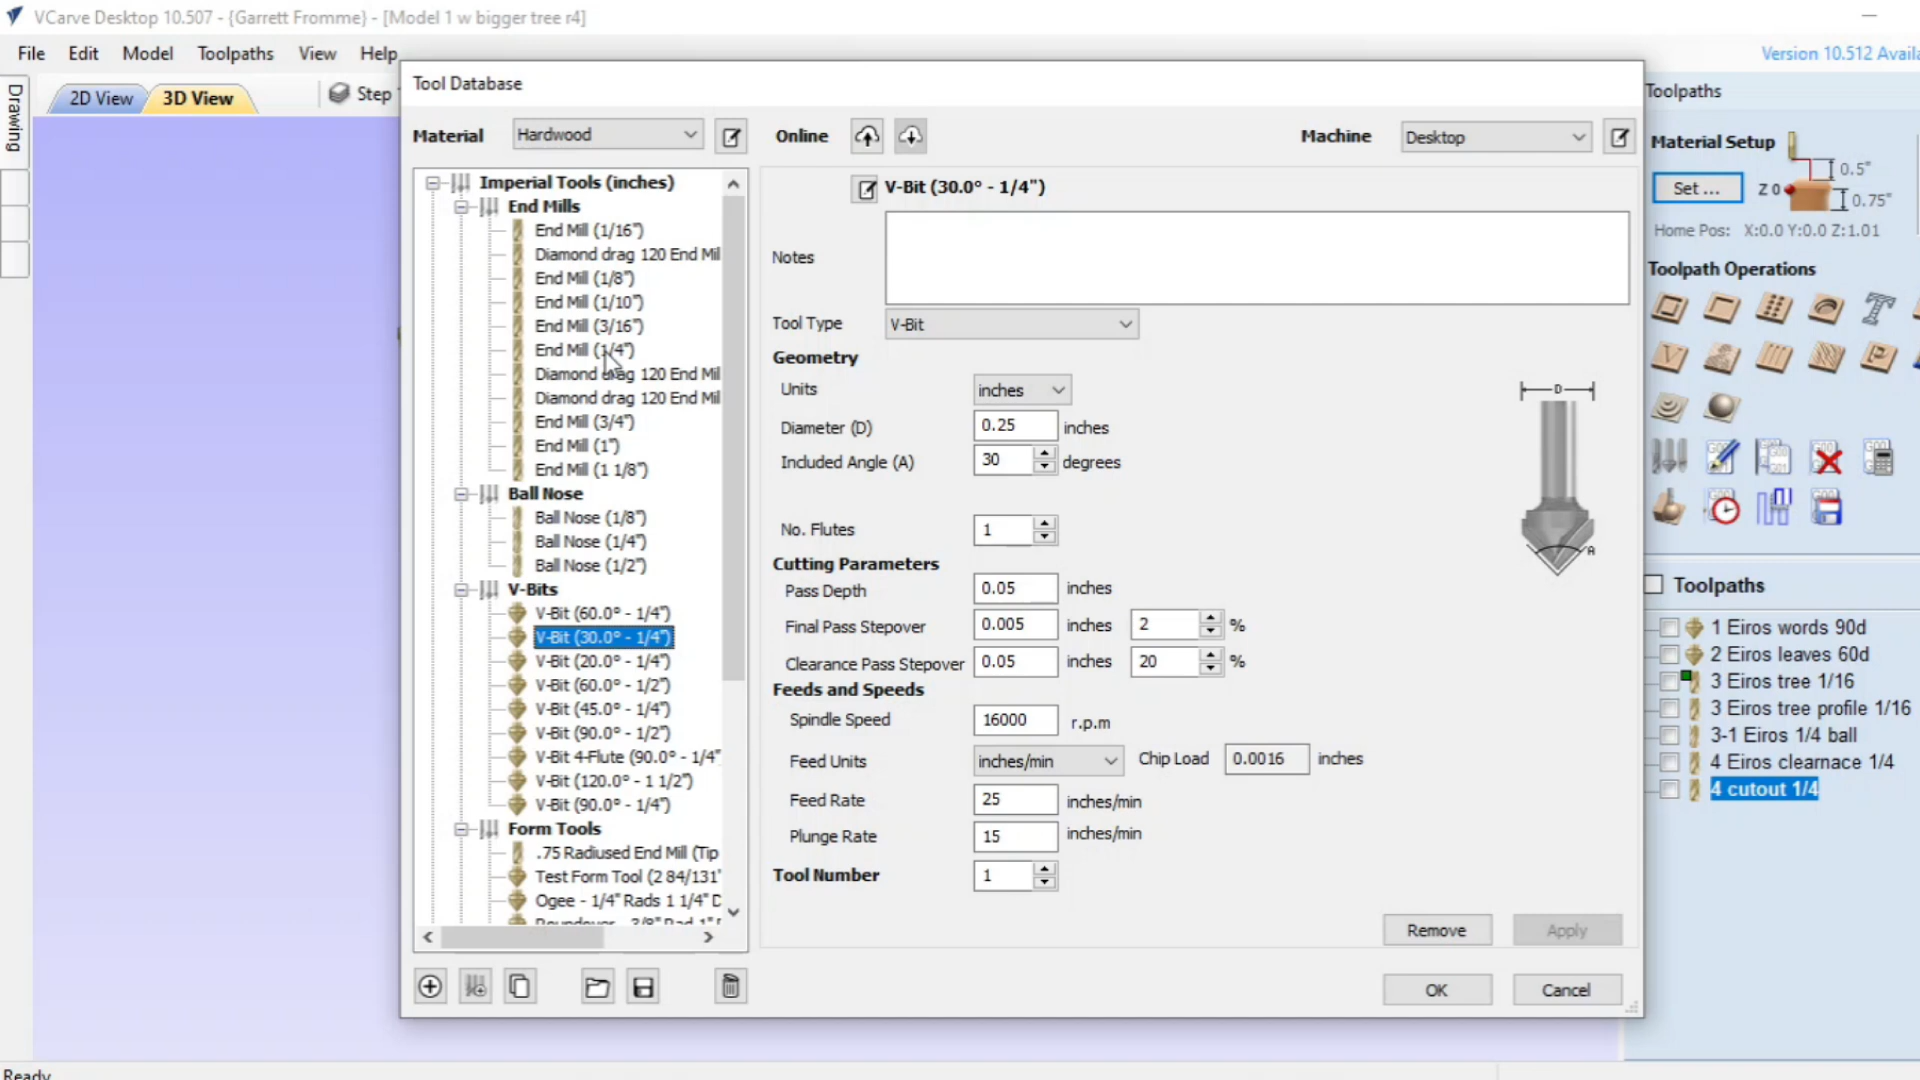 VCarve Desktop 10.507 - {Garrett Fromme} - [Model 1 w bigger tree r4]
File Edit Model Toolpaths View Help
Version 10.512 Availa
Drawing
2D View 3D View Step
Tool Database
Material Hardwood Online Machine Desktop
Imperial Tools (inches)
End Mills
End Mill (1/16")
Diamond drag 120 End Mil
End Mill (1/8")
End Mill (1/10")
End Mill (3/16")
End Mill (1/4")
Diamond drag 120 End Mil
Diamond drag 120 End Mil
End Mill (3/4")
End Mill (1")
End Mill (1 1/8")
Ball Nose
Ball Nose (1/8")
Ball Nose (1/4")
Ball Nose (1/2")
V-Bits
V-Bit (60.0° - 1/4")
V-Bit (30.0° - 1/4")
V-Bit (20.0° - 1/4")
V-Bit (60.0° - 1/2")
V-Bit (45.0° - 1/4")
V-Bit (90.0° - 1/2")
V-Bit 4-Flute (90.0° - 1/4"
V-Bit (120.0° - 1 1/2")
V-Bit (90.0° - 1/4")
Form Tools
.75 Radiused End Mill (Tip
Test Form Tool (2 84/131"
Ogee - 1/4" Rads 1 1/4" D
V-Bit (30.0° - 1/4")
Notes
Tool Type V-Bit
Geometry
Units inches
Diameter (D) 0.25 inches
Included Angle (A) 30 degrees
No. Flutes 1
D
A
Cutting Parameters
Pass Depth 0.05 inches
Final Pass Stepover 0.005 inches 2 %
Clearance Pass Stepover 0.05 inches 20 %
Feeds and Speeds
Spindle Speed 16000 r.p.m
Feed Units inches/min Chip Load 0.0016 inches
Feed Rate 25 inches/min
Plunge Rate 15 inches/min
Tool Number 1
Remove Apply
OK Cancel
Toolpaths
Material Setup
0.5"
Set ... Z 0 0.75"
Home Pos: X:0.0 Y:0.0 Z:1.01
Toolpath Operations
Toolpaths
1 Eiros words 90d
2 Eiros leaves 60d
3 Eiros tree 1/16
3 Eiros tree profile 1/16
3-1 Eiros 1/4 ball
4 Eiros clearnace 1/4
4 cutout 1/4
Ready